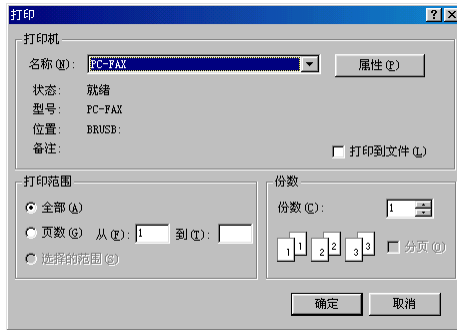 打印
打印机
名称(N): PC-FAX 属性(P)
状态: 就绪
型号: PC-FAX
位置: BRUSB:
备注:
打印到文件(L)
打印范围
全部(A)
页数(G) 从(F): 1 到(T):
选择的范围(S)
份数
份数(C): 1
1 1 2 2 3 3 分页(O)
确定 取消